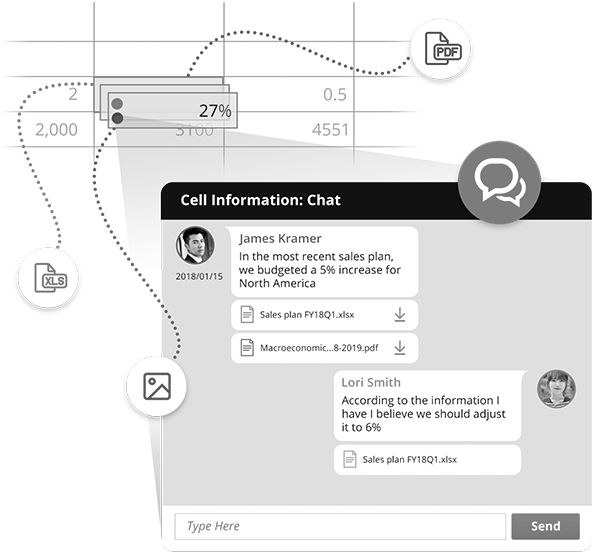 PDF
2
27%
0.5
2,000
3100
4551
Cell Information: Chat
James Kramer
In the most recent sales plan,
we budgeted a 5% increase for
North America
2018/01/15
XLS
Sales plan FY18Q1.xlsx
Macroeconomic...8-2019.pdf
Lori Smith
According to the information I
have I believe we should adjust
it to 6%
Sales plan FY18Q1.xlsx
Type Here
Send